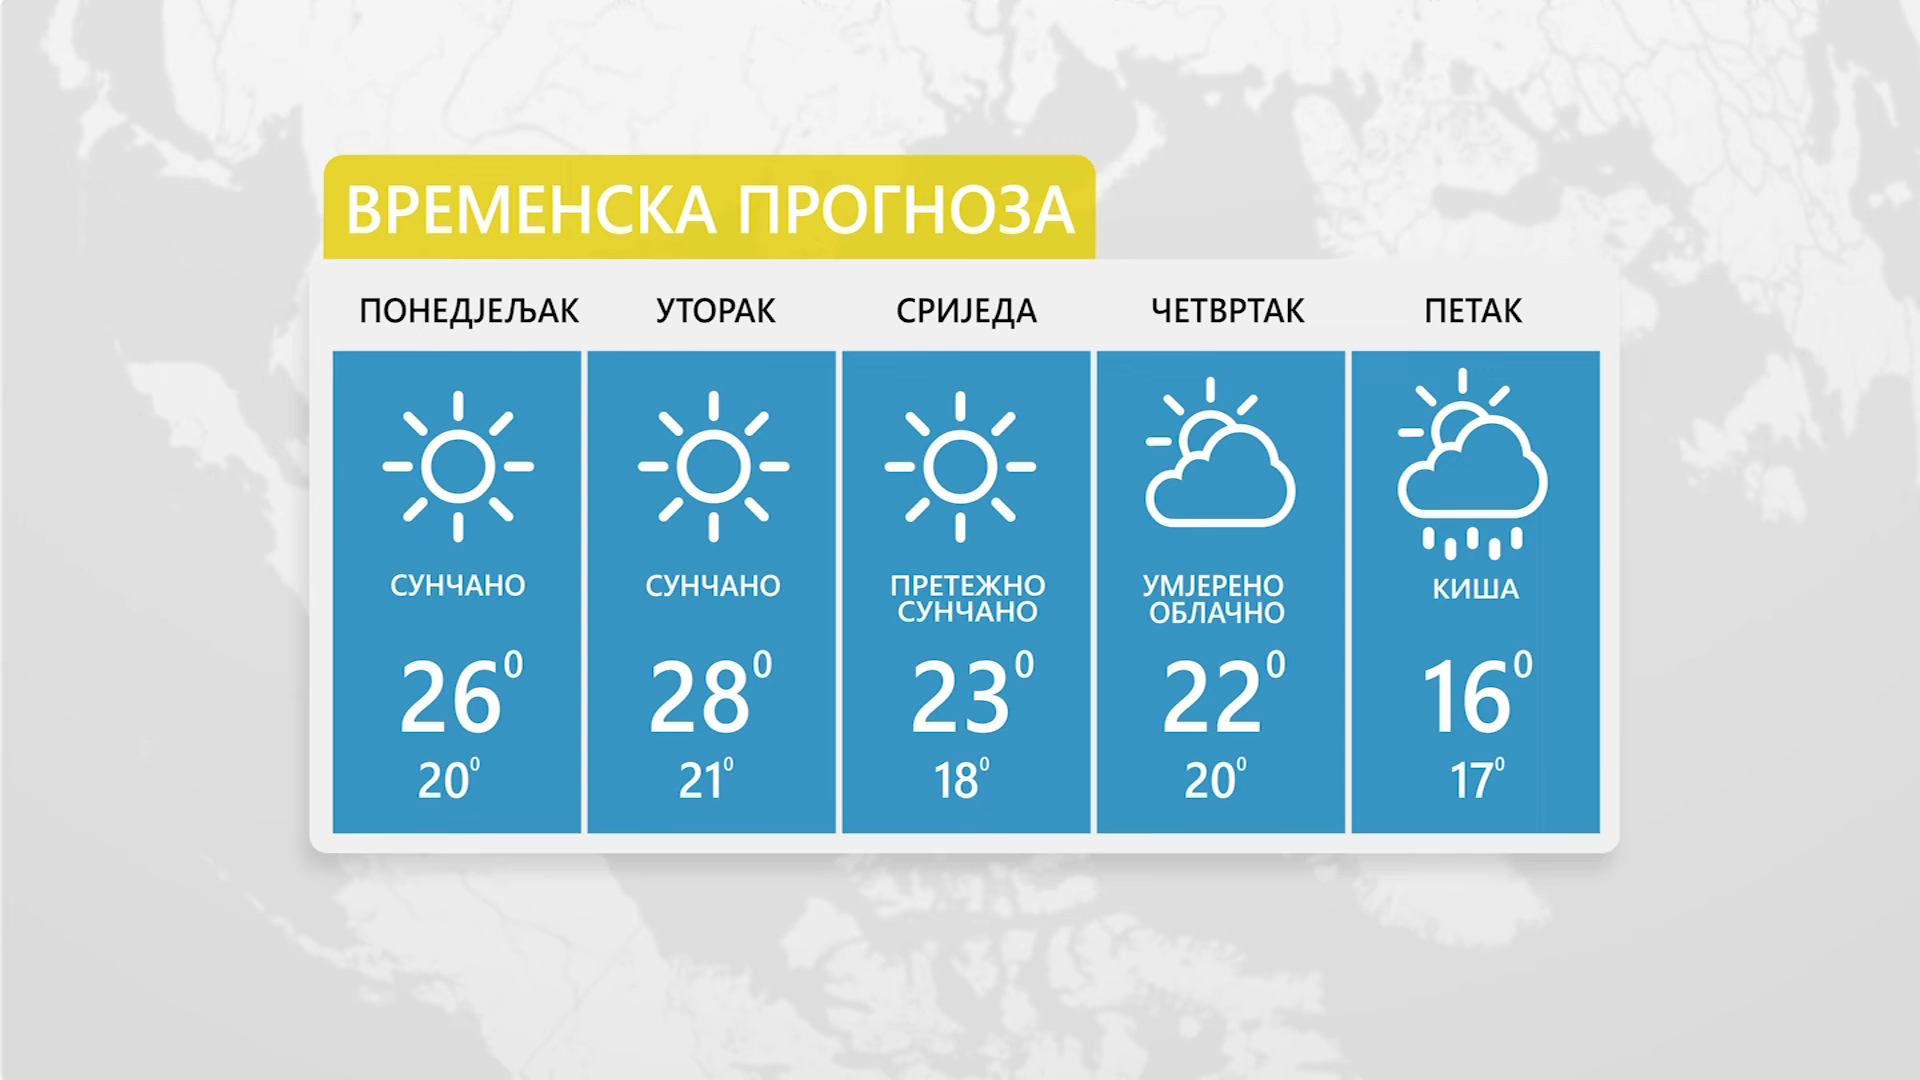 ВРЕМЕНСКА ПРОГНОЗА
ПОНЕДЈЕЉАК УТОРАК СРИЈЕДА ЧЕТВРТАК ПЕТАК
СУНЧАНО СУНЧАНО ПРЕТЕЖНО УМЈЕРЕНО КИША
СУНЧАНО ОБЛАЧНО
26⁰ 28⁰ 23⁰ 22⁰ 16⁰
20⁰ 21⁰ 18⁰ 20⁰ 17⁰